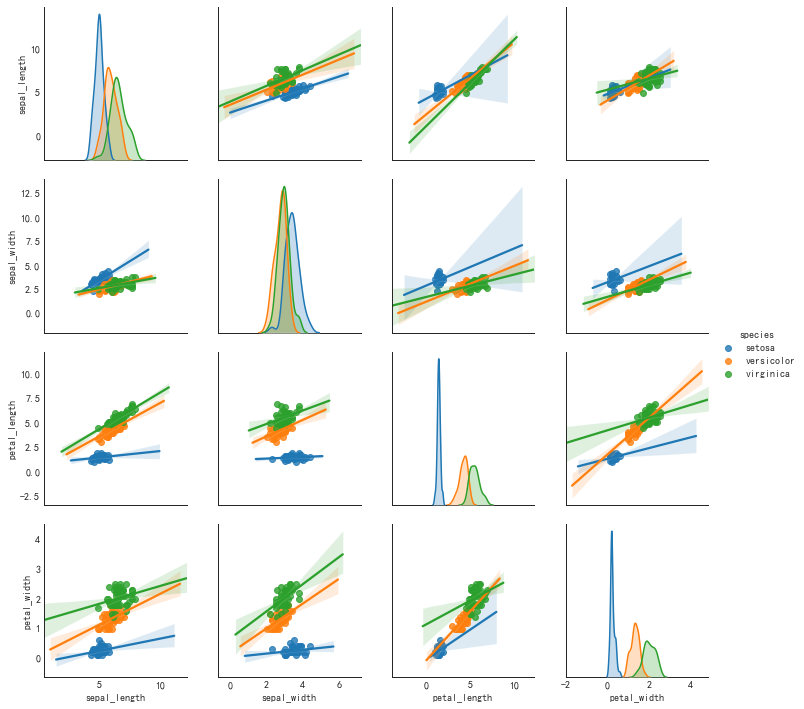 sepal_length
10
5
0
sepal_width
12.5
10.0
7.5
5.0
2.5
0.0
species
setosa
versicolor
virginica
petal_length
10.0
7.5
5.0
2.5
0.0
−2.5
petal_width
4
3
2
1
0
5 10
0 2 4 6
0 5 10
−2 0 2 4
sepal_length sepal_width petal_length petal_width